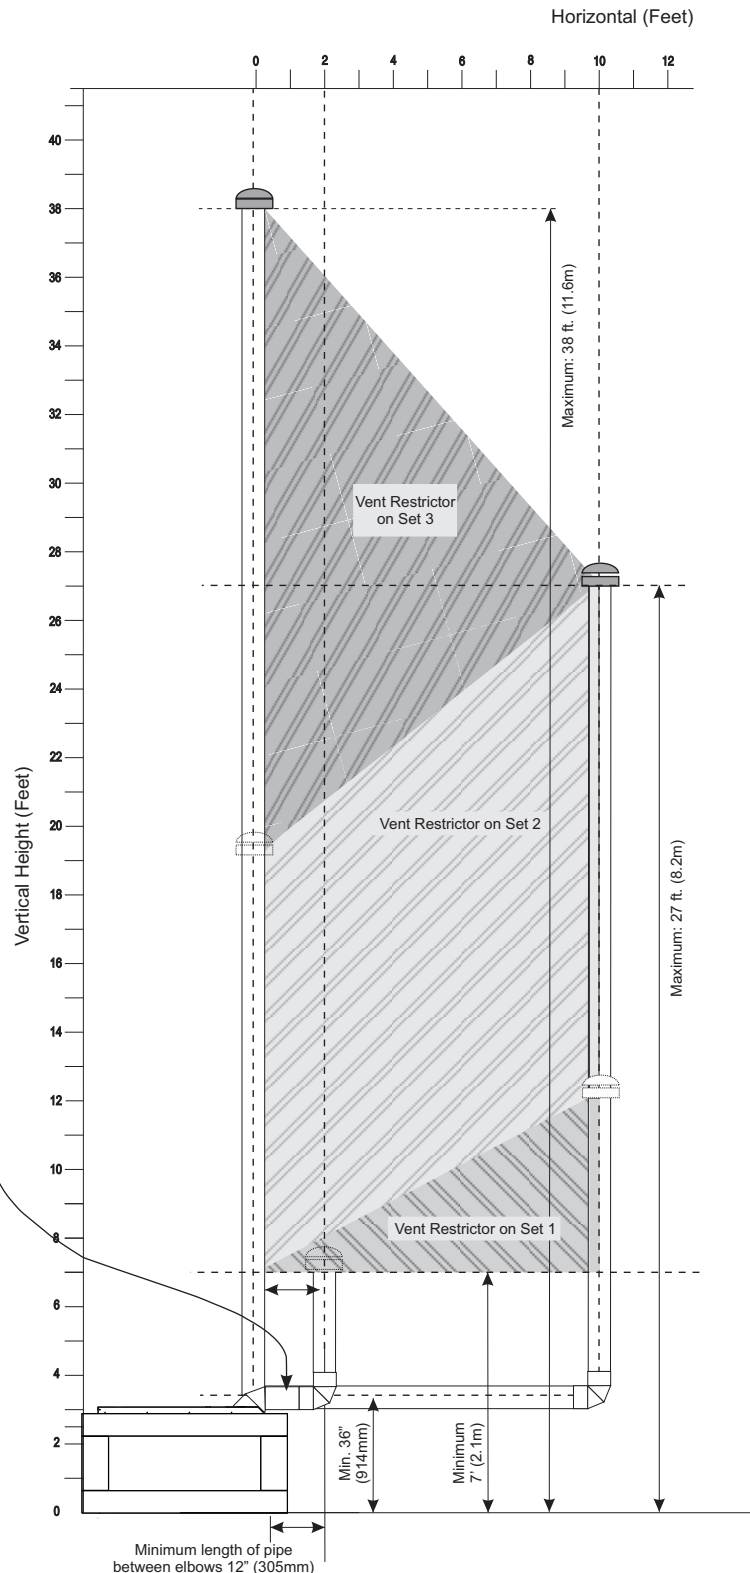 Horizontal (Feet)
0 2 4 6 8 10 12
40
38
36
34
32
30
28
26
24
22
20
18
16
14
12
10
8
6
4
2
0
Vertical Height (Feet)
Maximum: 38 ft. (11.6m)
Vent Restrictor
on Set 3
Vent Restrictor on Set 2
Maximum: 27 ft. (8.2m)
Vent Restrictor on Set 1
Min. 36"
(914mm)
Minimum
7' (2.1m)
Minimum length of pipe
between elbows 12" (305mm)